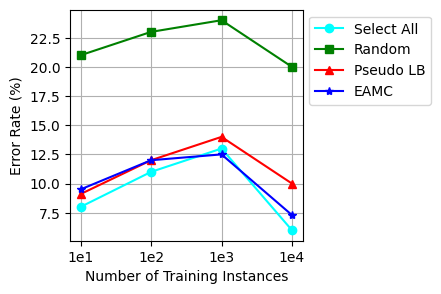 22.5
20.0
17.5
15.0
12.5
10.0
7.5
Error Rate (%)
1e1 1e2 1e3 1e4
Number of Training Instances
Select All
Random
Pseudo LB
EAMC